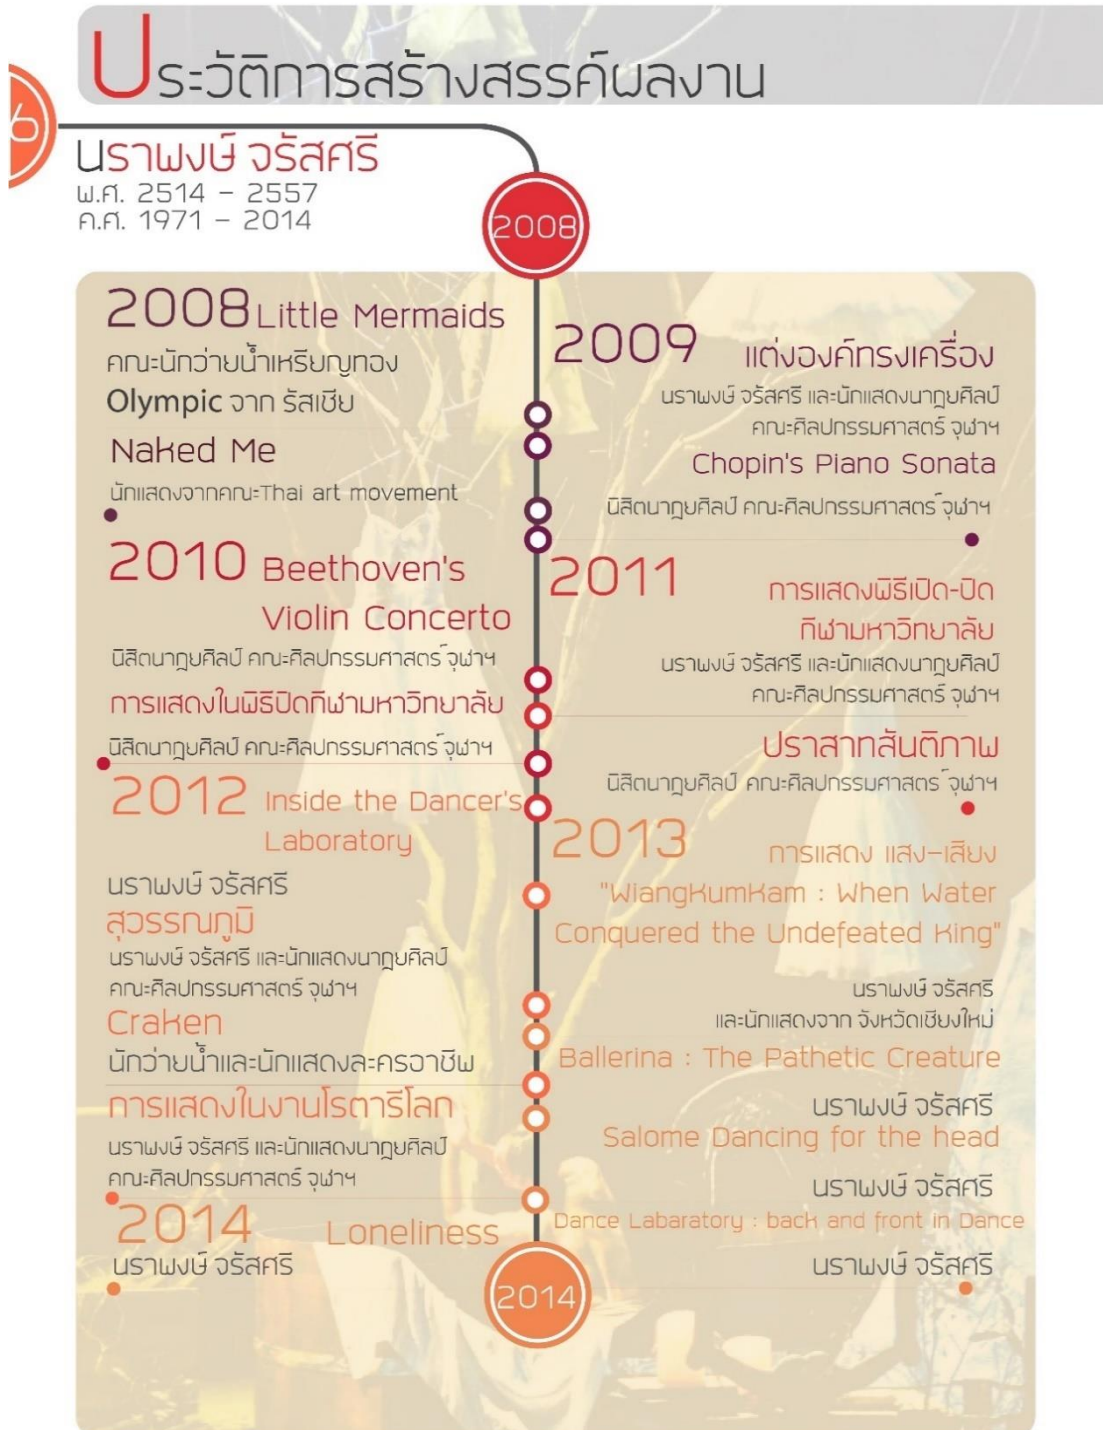 ประวัติการสร้างสรรค์ผลงาน
6
นราพงษ์ จรัสศรี
พ.ศ. 2514 - 2557
ค.ศ. 1971 - 2014
2008
2008 Little Mermaids
คณะนักว่ายน้ำเหรียญทอง
Olympic จาก รัสเซีย
Naked Me
นักแสดงจากคณะThai art movement
2009 แต่งองค์ทรงเครื่อง
นราพงษ์ จรัสศรี และนักแสดงนาฏยศิลป์
คณะศิลปกรรมศาสตร์ จุฬาฯ
Chopin's Piano Sonata
นิสิตนาฏยศิลป์ คณะศิลปกรรมศาสตร์ จุฬาฯ
2010 Beethoven's
Violin Concerto
นิสิตนาฏยศิลป์ คณะศิลปกรรมศาสตร์ จุฬาฯ
การแสดงในพิธีปิดกีฬามหาวิทยาลัย
นิสิตนาฏยศิลป์ คณะศิลปกรรมศาสตร์ จุฬาฯ
2011 การแสดงพิธีเปิด-ปิด
กีฬามหาวิทยาลัย
นราพงษ์ จรัสศรี และนักแสดงนาฏยศิลป์
คณะศิลปกรรมศาสตร์ จุฬาฯ
ปราสาทสันติภาพ
นิสิตนาฏยศิลป์ คณะศิลปกรรมศาสตร์ จุฬาฯ
2012 Inside the Dancer's
Laboratory
นราพงษ์ จรัสศรี
สุวรรณภูมิ
นราพงษ์ จรัสศรี และนักแสดงนาฏยศิลป์
คณะศิลปกรรมศาสตร์ จุฬาฯ
Craken
นักว่ายน้ำและนักแสดงละครอาชีพ
การแสดงในงานโรตารีโลก
นราพงษ์ จรัสศรี และนักแสดงนาฏยศิลป์
คณะศิลปกรรมศาสตร์ จุฬาฯ
2013 การแสดง แสง-เสียง
"WiangKumKam : When Water
Conquered the Undefeated King"
นราพงษ์ จรัสศรี
และนักแสดงจาก จังหวัดเชียงใหม่
Ballerina : The Pathetic Creature
นราพงษ์ จรัสศรี
Salome Dancing for the head
นราพงษ์ จรัสศรี
Dance Labaratory : back and front in Dance
นราพงษ์ จรัสศรี
2014 Loneliness
นราพงษ์ จรัสศรี
2014